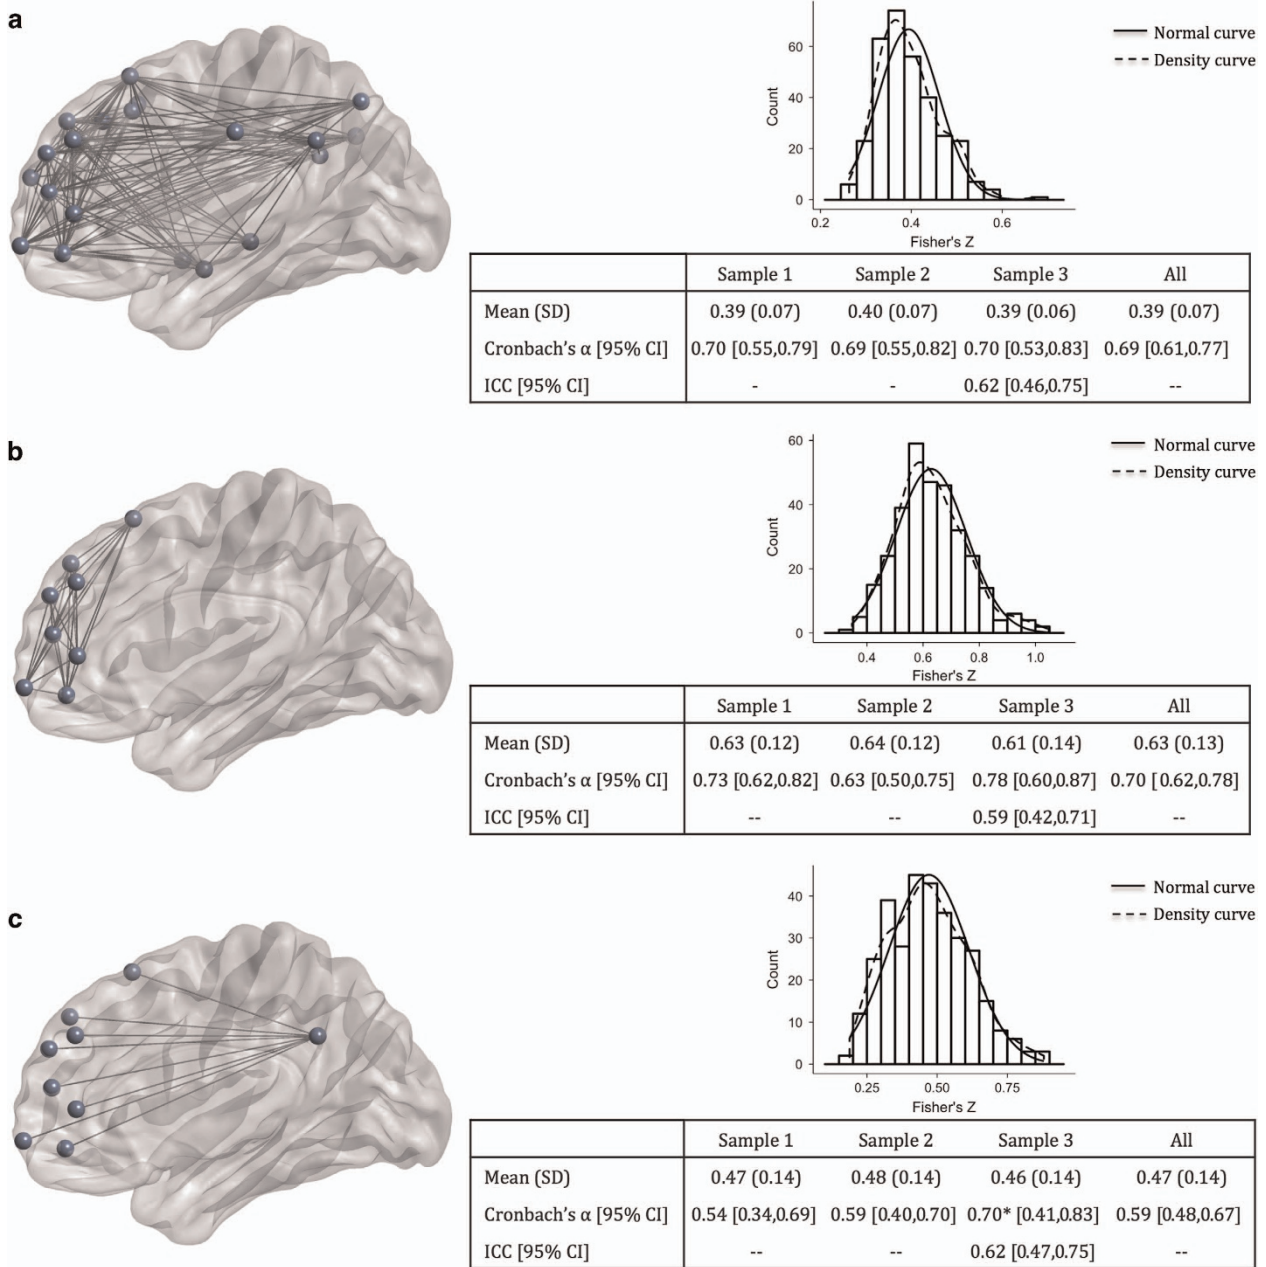 a
60
40
20
0
Count
0.2 0.4 0.6
Fisher's Z
Normal curve
Density curve
Sample 1 Sample 2 Sample 3 All
Mean (SD) 0.39 (0.07) 0.40 (0.07) 0.39 (0.06) 0.39 (0.07)
Cronbach's α [95% CI] 0.70 [0.55,0.79] 0.69 [0.55,0.82] 0.70 [0.53,0.83] 0.69 [0.61,0.77]
ICC [95% CI] - - 0.62 [0.46,0.75] --
b
60
40
20
0
Count
0.4 0.6 0.8 1.0
Fisher's Z
Normal curve
Density curve
Sample 1 Sample 2 Sample 3 All
Mean (SD) 0.63 (0.12) 0.64 (0.12) 0.61 (0.14) 0.63 (0.13)
Cronbach's α [95% CI] 0.73 [0.62,0.82] 0.63 [0.50,0.75] 0.78 [0.60,0.87] 0.70 [0.62,0.78]
ICC [95% CI] -- -- 0.59 [0.42,0.71] --
c
40
30
20
10
0
Count
0.25 0.50 0.75
Fisher's Z
Normal curve
Density curve
Sample 1 Sample 2 Sample 3 All
Mean (SD) 0.47 (0.14) 0.48 (0.14) 0.46 (0.14) 0.47 (0.14)
Cronbach's α [95% CI] 0.54 [0.34,0.69] 0.59 [0.40,0.70] 0.70* [0.41,0.83] 0.59 [0.48,0.67]
ICC [95% CI] -- -- 0.62 [0.47,0.75] --